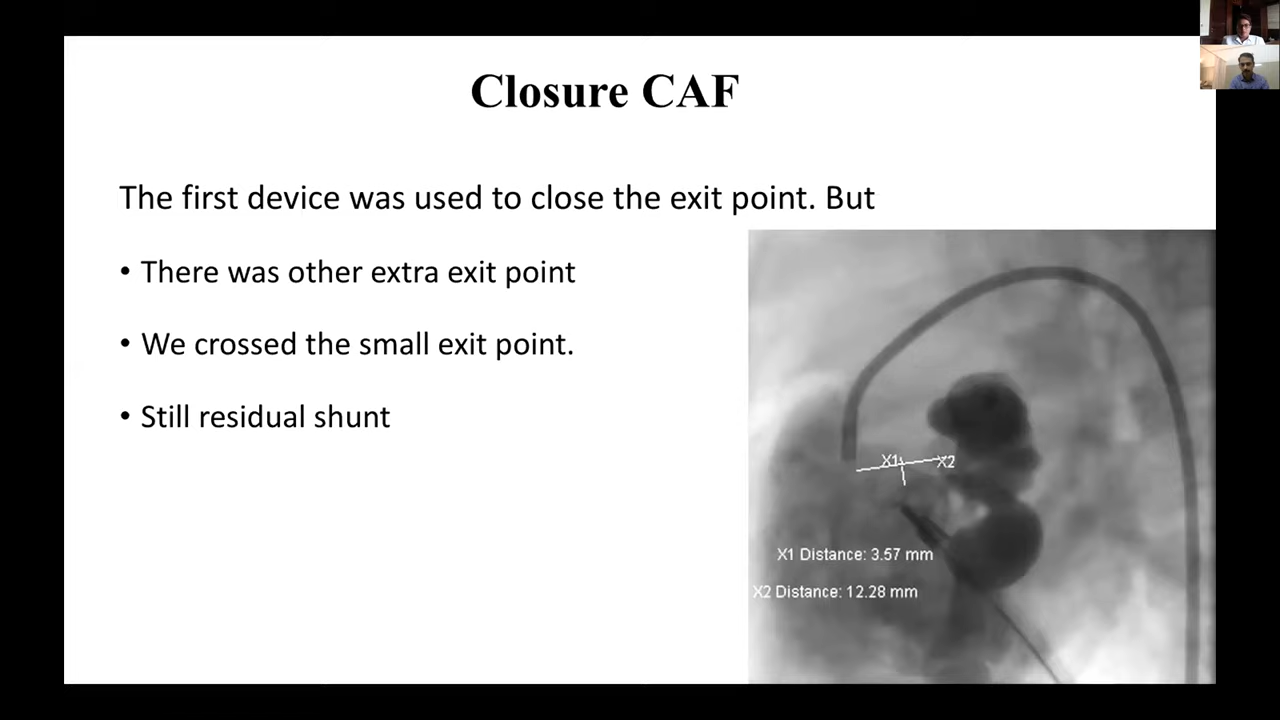 Closure CAF
The first device was used to close the exit point. But
• There was other extra exit point
• We crossed the small exit point.
• Still residual shunt
X1
X2
X1 Distance: 3.57 mm
X2 Distance: 12.28 mm